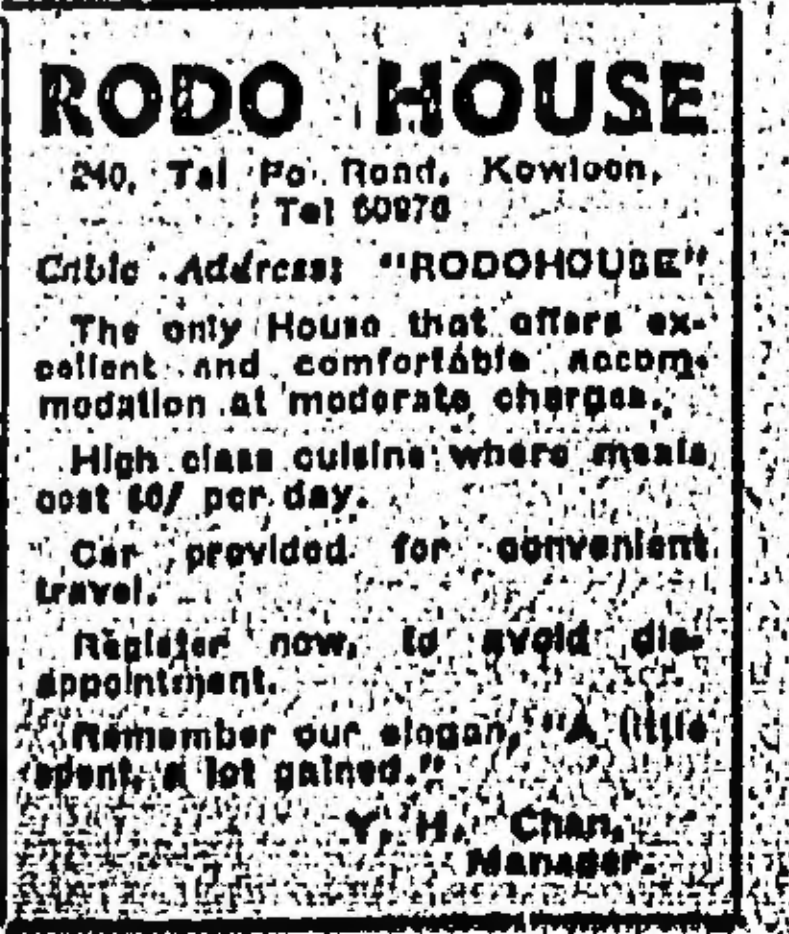 RODO HOUSE
240, Tai Po Road, Kowloon,
Tel 50976
Cable Address: "RODOHOUSE"
The only House that offers ex-
cellent and comfortable accom-
modation at moderate charges.
High class cuisine where meals
cost per day.
Car provided for convenient
travel.
Register now, to avoid dis-
appointment.
Remember our slogan, "A little
spent, a lot gained."
Y. H. Chan,
Manager.